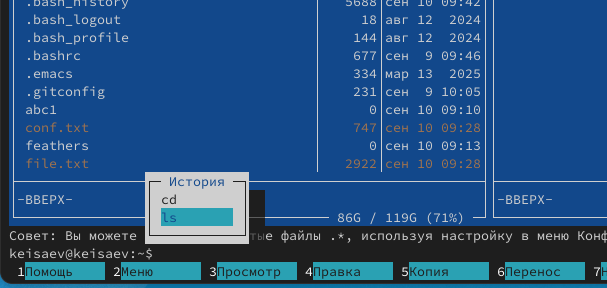 .bash_history 5688 сен 10 09:42
.bash_logout 18 авг 12 2024
.bash_profile 144 авг 12 2024
.bashrc 677 сен 9 09:46
.emacs 334 мар 13 2025
.gitconfig 231 сен 9 10:05
abc1 0 сен 10 09:10
conf.txt 747 сен 10 09:28
feathers 0 сен 10 09:13
file.txt 2922 сен 10 09:28
История
-ВВЕРХ- cd -ВВЕРХ-
ls 86G / 119G (71%)
Совет: Вы можете тые файлы .*, используя настройку в меню Конф
keisaev@keisaev:~$
1Помощь 2Меню 3Просмотр 4Правка 5Копия 6Перенос 7Н